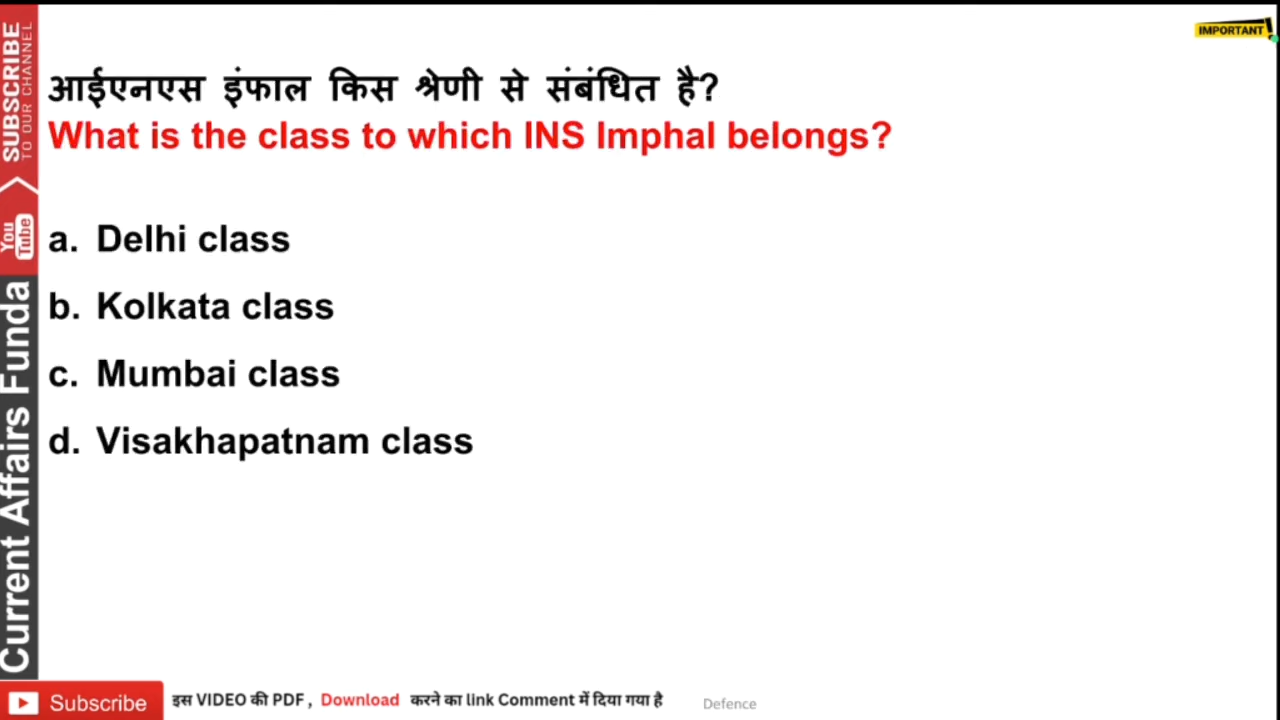 IMPORTANT!
आईएनएस इंफाल किस श्रेणी से संबंधित है?
What is the class to which INS Imphal belongs?
a. Delhi class
b. Kolkata class
c. Mumbai class
d. Visakhapatnam class
SUBSCRIBE
TO OUR CHANNEL
You
Tube
Current Affairs Funda
Subscribe
इस VIDEO की PDF , Download करने का link Comment में दिया गया है
Defence